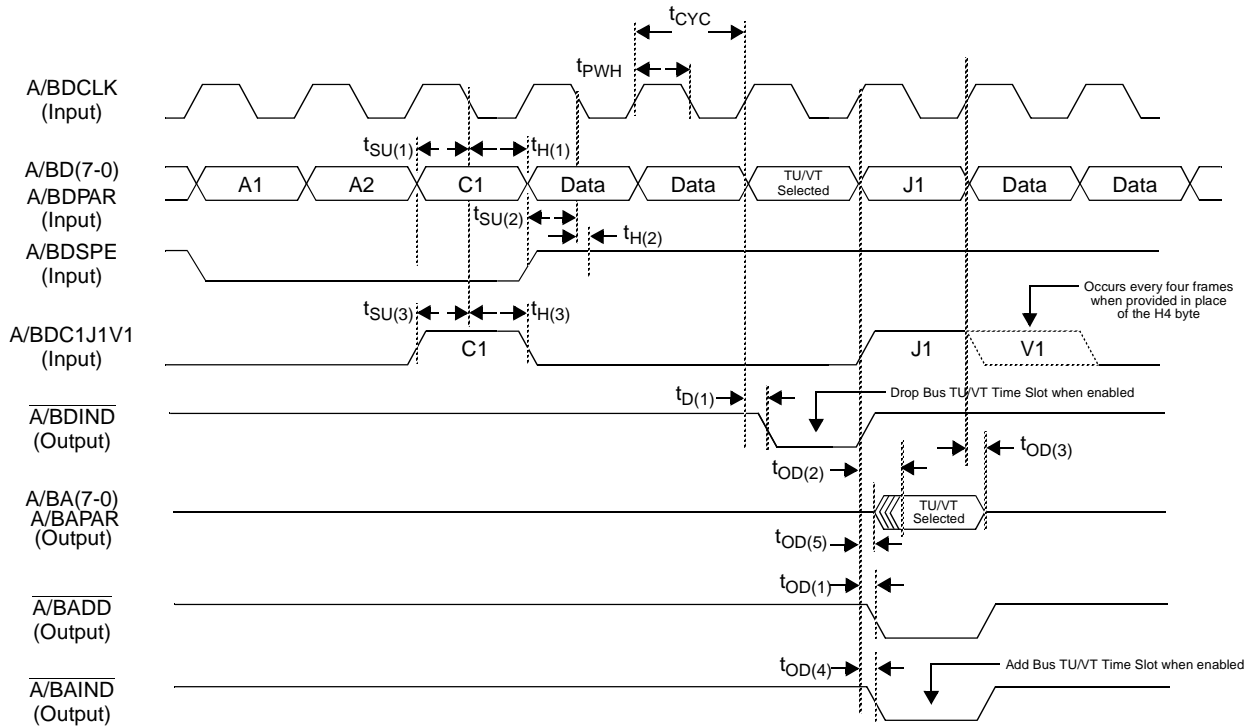 tCYC
tPWH
A/BDCLK
(Input)
tSU(1)
tH(1)
A/BD(7-0)
A/BDPAR
(Input)
A1
A2
C1
Data
Data
TU/VT
Selected
J1
Data
Data
tSU(2)
tH(2)
A/BDSPE
(Input)
Occurs every four frames
when provided in place
of the H4 byte
tSU(3)
tH(3)
A/BDC1J1V1
(Input)
C1
J1
V1
tD(1)
Drop Bus TU/VT Time Slot when enabled
A/BDIND
(Output)
tOD(2)
tOD(3)
A/BA(7-0)
A/BAPAR
(Output)
TU/VT
Selected
tOD(5)
tOD(1)
A/BADD
(Output)
tOD(4)
Add Bus TU/VT Time Slot when enabled
A/BAIND
(Output)